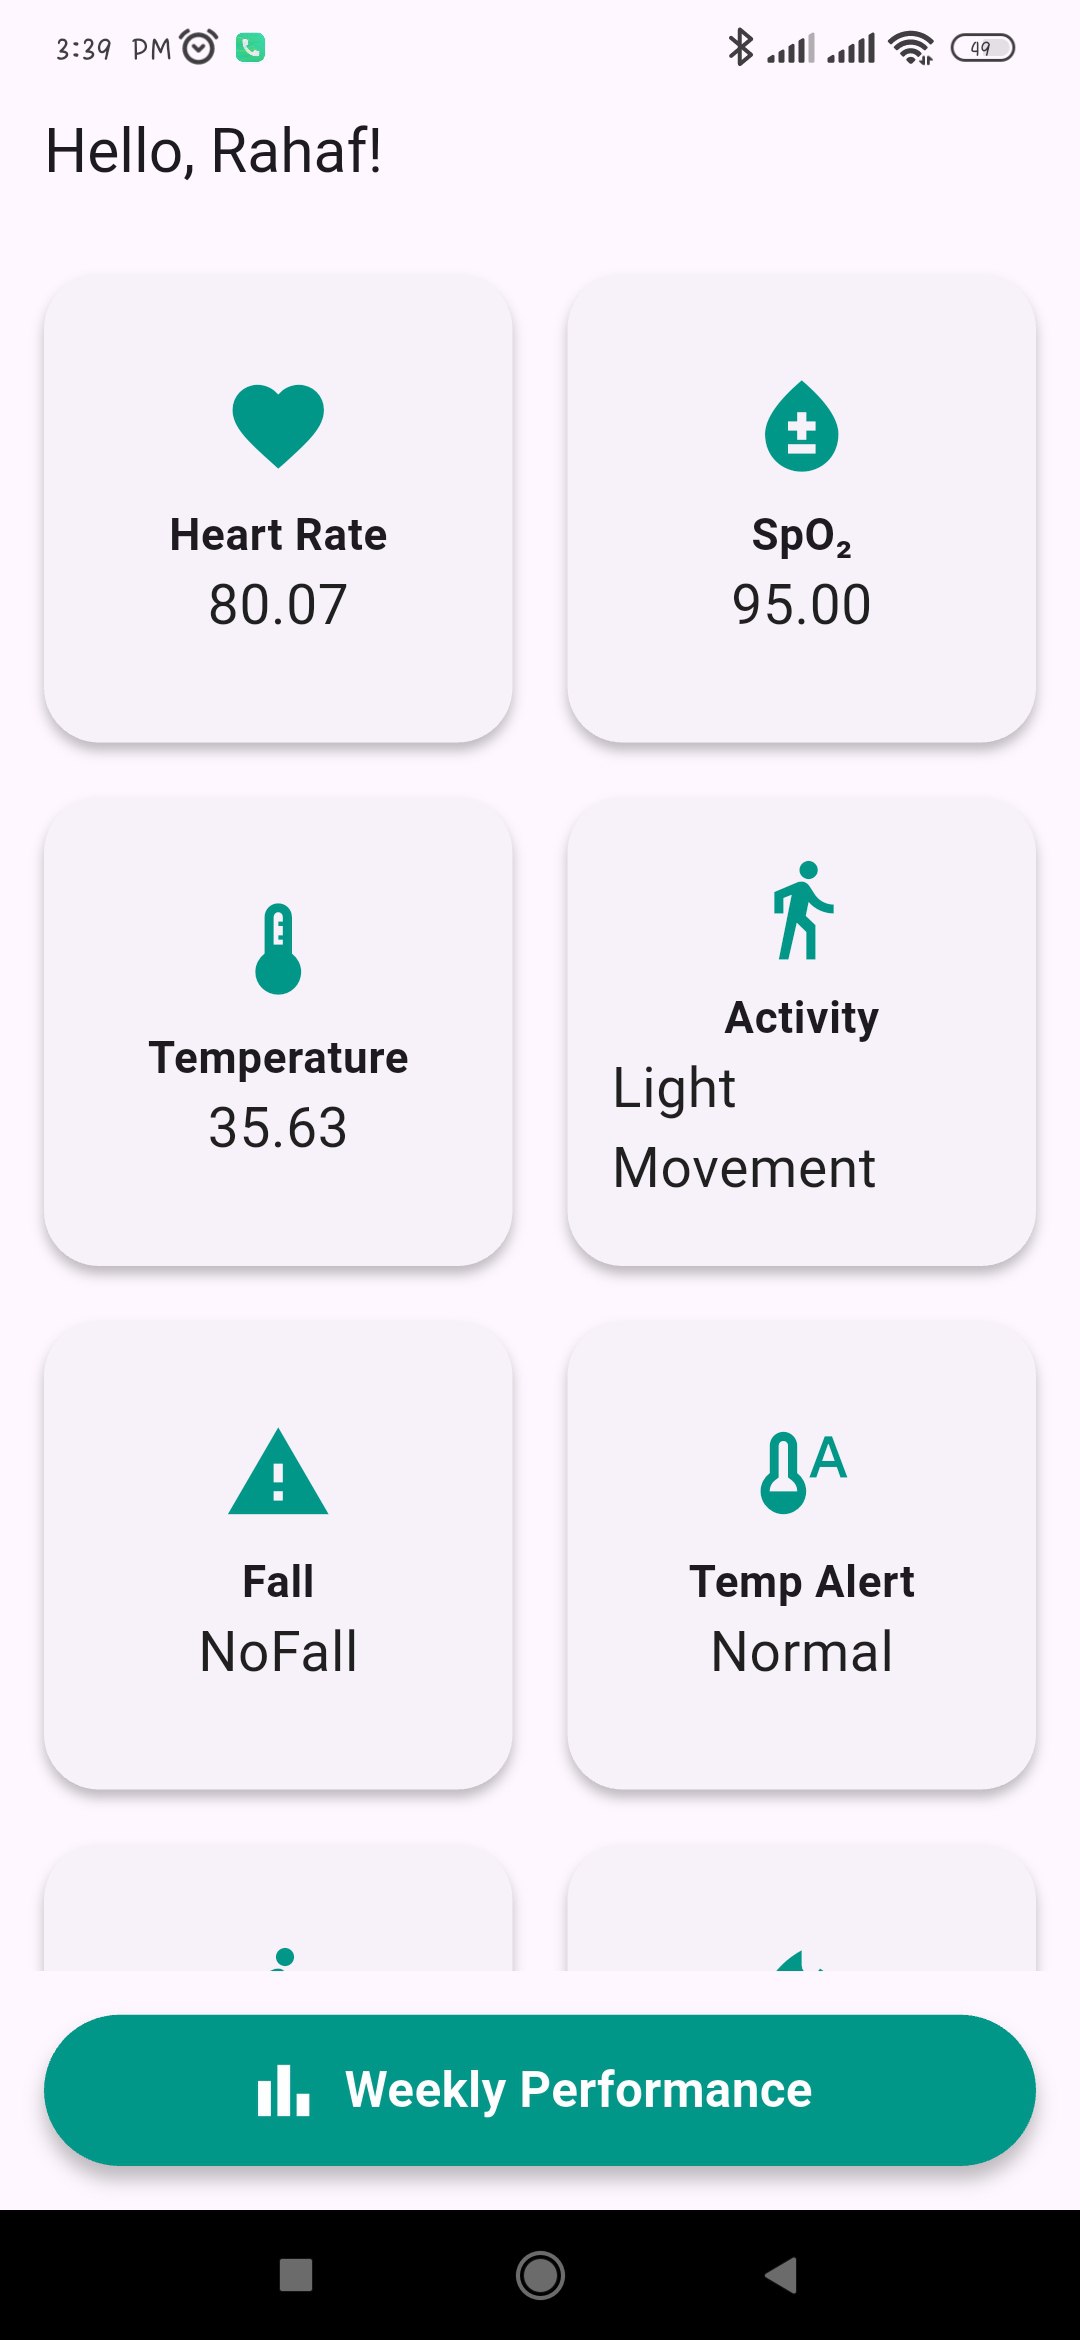 3:39 PM
49
Hello, Rahaf!
Heart Rate
80.07
SpO₂
95.00
Temperature
35.63
Activity
Light
Movement
Fall
NoFall
A
Temp Alert
Normal
Weekly Performance